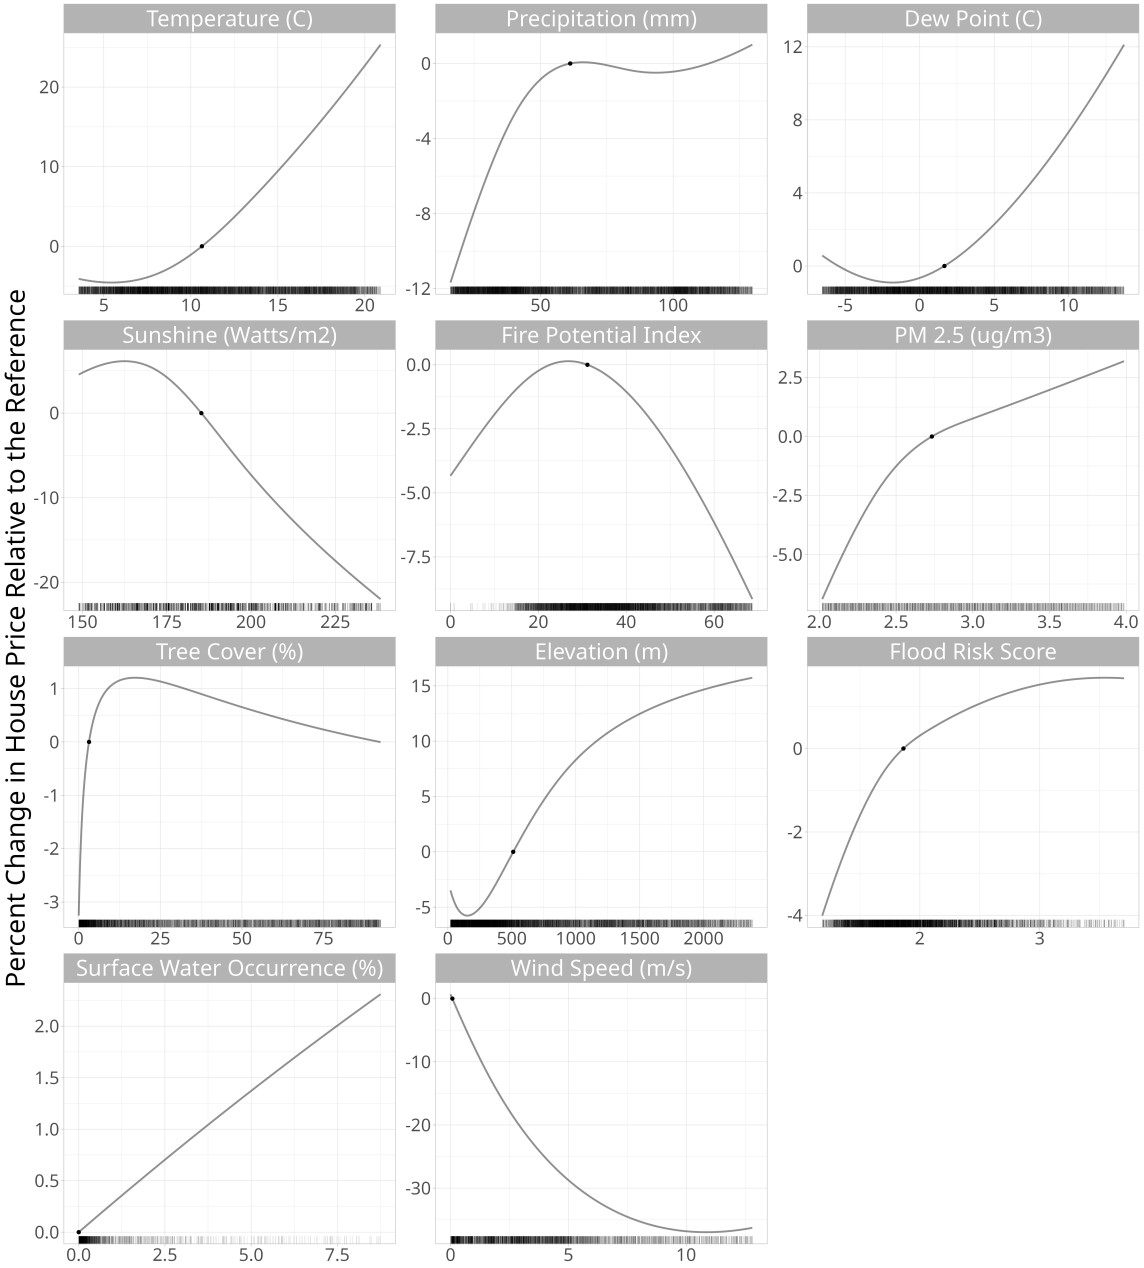 Percent Change in House Price Relative to the Reference
Temperature (C)
20
10
0
5 10 15 20
Precipitation (mm)
0
-4
-8
-12
50 100
Dew Point (C)
12
8
4
0
-5 0 5 10
Sunshine (Watts/m2)
0
-10
-20
150 175 200 225
Fire Potential Index
0.0
-2.5
-5.0
-7.5
0 20 40 60
PM 2.5 (ug/m3)
2.5
0.0
-2.5
-5.0
2.0 2.5 3.0 3.5 4.0
Tree Cover (%)
1
0
-1
-2
-3
0 25 50 75
Elevation (m)
15
10
5
0
-5
0 500 1000 1500 2000
Flood Risk Score
0
-2
-4
2 3
Surface Water Occurrence (%)
2.0
1.5
1.0
0.5
0.0
0.0 2.5 5.0 7.5
Wind Speed (m/s)
0
-10
-20
-30
0 5 10